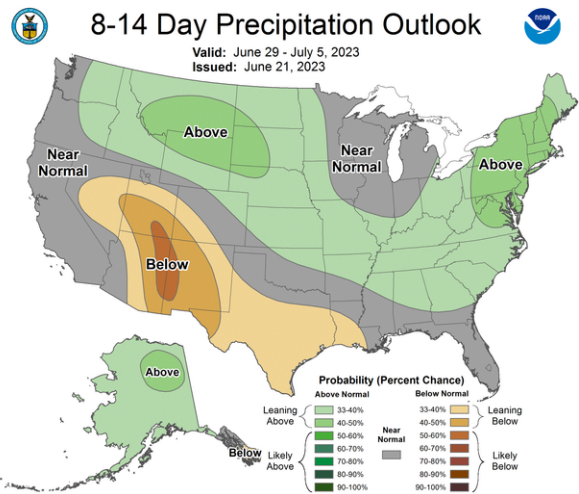 8-14 Day Precipitation Outlook
Valid: June 29 - July 5, 2023
Issued: June 21, 2023
NOAA
Above
Near
Normal
Near
Normal
Above
Below
Above
Below
Probability (Percent Chance)
Above Normal
Below Normal
Leaning
Above
33-40%
40-50%
Likely
Above
50-60%
60-70%
70-80%
80-90%
90-100%
Near
Normal
33-40%
40-50%
Leaning
Below
50-60%
60-70%
70-80%
80-90%
90-100%
Likely
Below